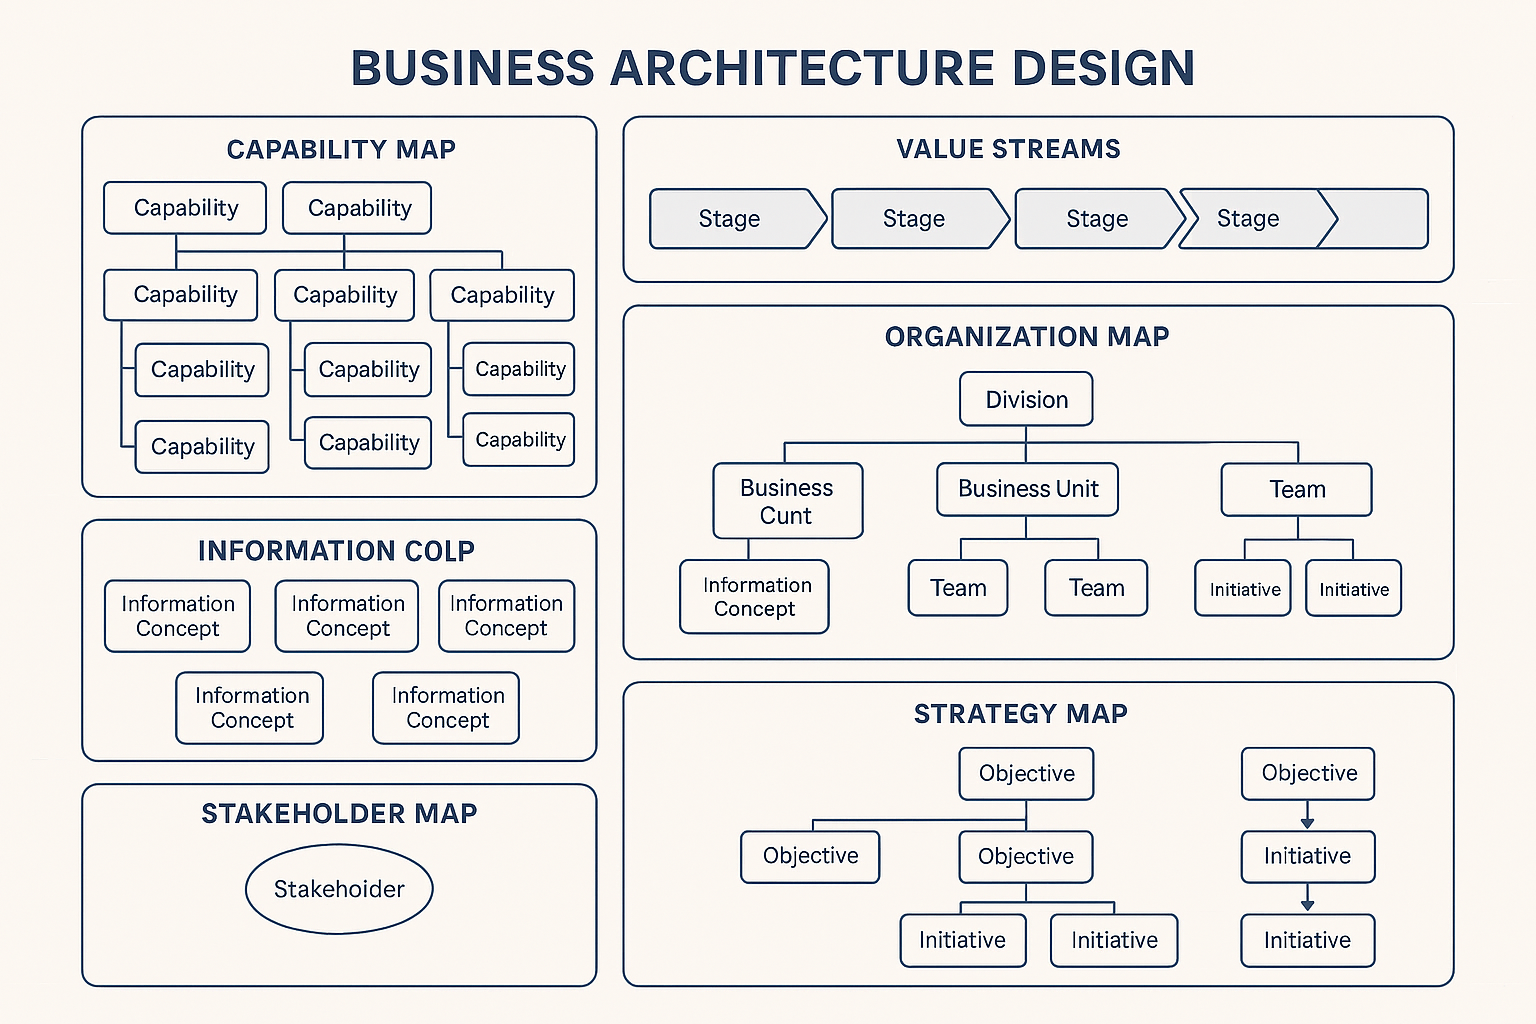 BUSINESS ARCHITECTURE DESIGN
CAPABILITY MAP
Capability
Capability
Capability
Capability
Capability
Capability
Capability
Capability
Capability
Capability
Capability
INFORMATION COLP
Information
Concept
Information
Concept
Information
Concept
Information
Concept
Information
Concept
STAKEHOLDER MAP
Stakehoider
VALUE STREAMS
Stage
Stage
Stage
Stage
ORGANIZATION MAP
Division
Business
Cunt
Business Unit
Team
Information
Concept
Team
Team
Initiative
Initiative
STRATEGY MAP
Objective
Objective
Objective
Objective
Initiative
Initiative
Initiative
Initiative